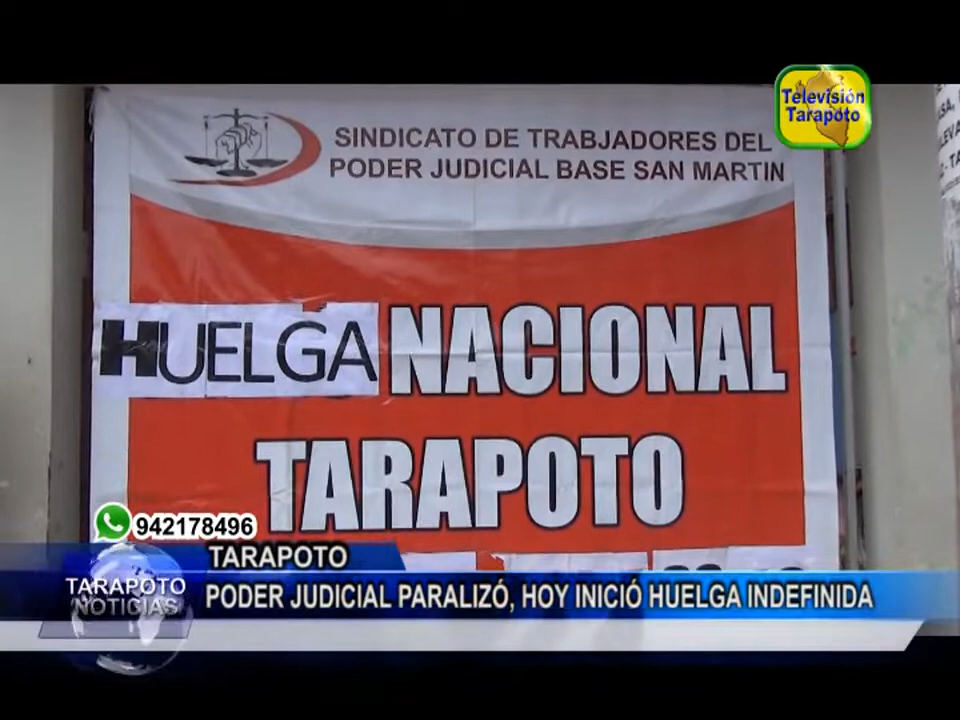 Televisión
Tarapoto
SINDICATO DE TRABJADORES DEL
PODER JUDICIAL BASE SAN MARTIN
HUELGA NACIONAL
TARAPOTO
942178496
TARAPOTO
PODER JUDICIAL PARALIZÓ, HOY INICIÓ HUELGA INDEFINIDA
TARAPOTO
NOTICIAS